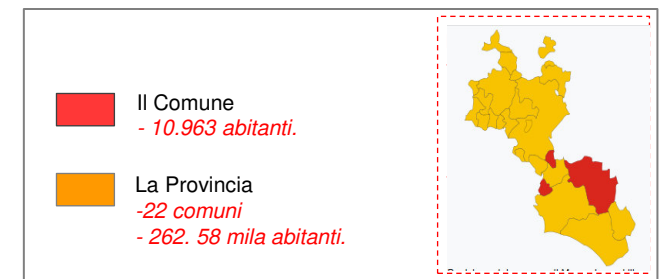 Il Comune
- 10.963 abitanti.
La Provincia
-22 comuni
- 262. 58 mila abitanti.